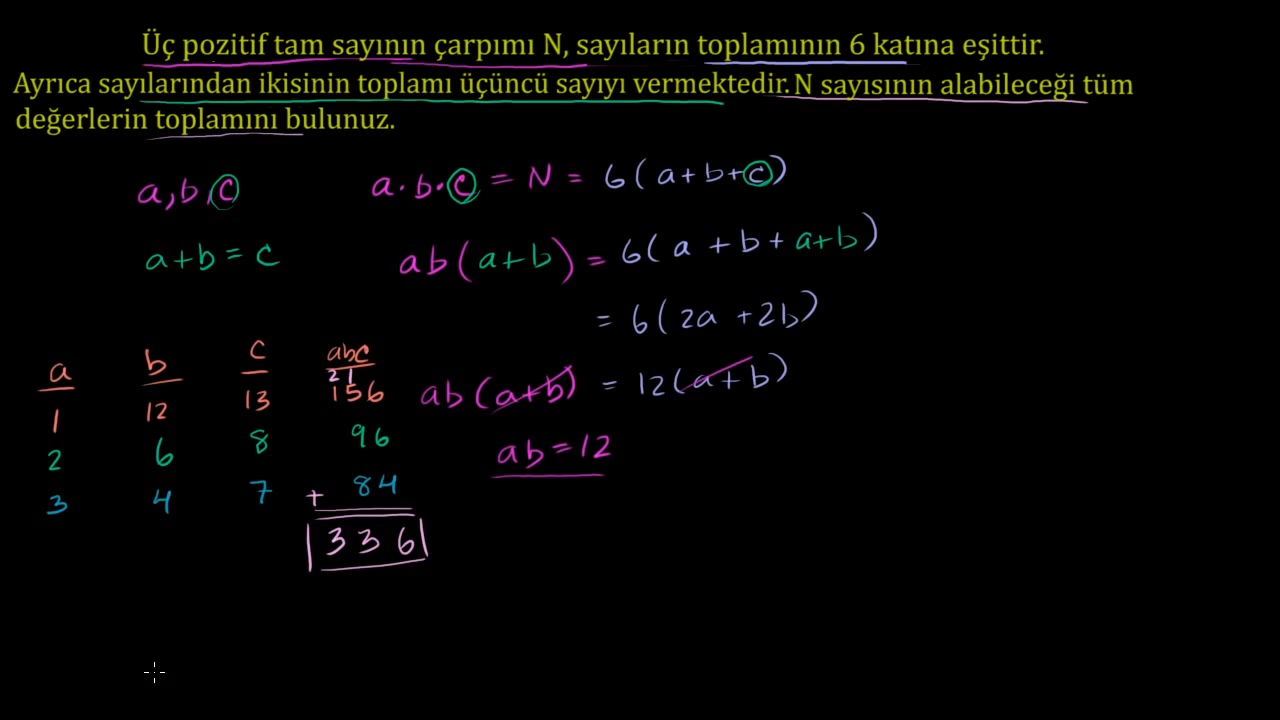 Üç pozitif tam sayının çarpımı N, sayıların toplamının 6 katına eşittir.
Ayrıca sayılarından ikisinin toplamı üçüncü sayıyı vermektedir. N sayısının alabileceği tüm
değerlerin toplamını bulunuz.
a, b, c
a·b·c = N = 6(a+b+c)
a+b = c
ab(a+b) = 6(a + b + a+b)
= 6(2a + 2b)
a b c abc
21
1 12 13 156
ab(a+b) = 12(a+b)
2 6 8 96
ab = 12
3 4 7 + 84
336